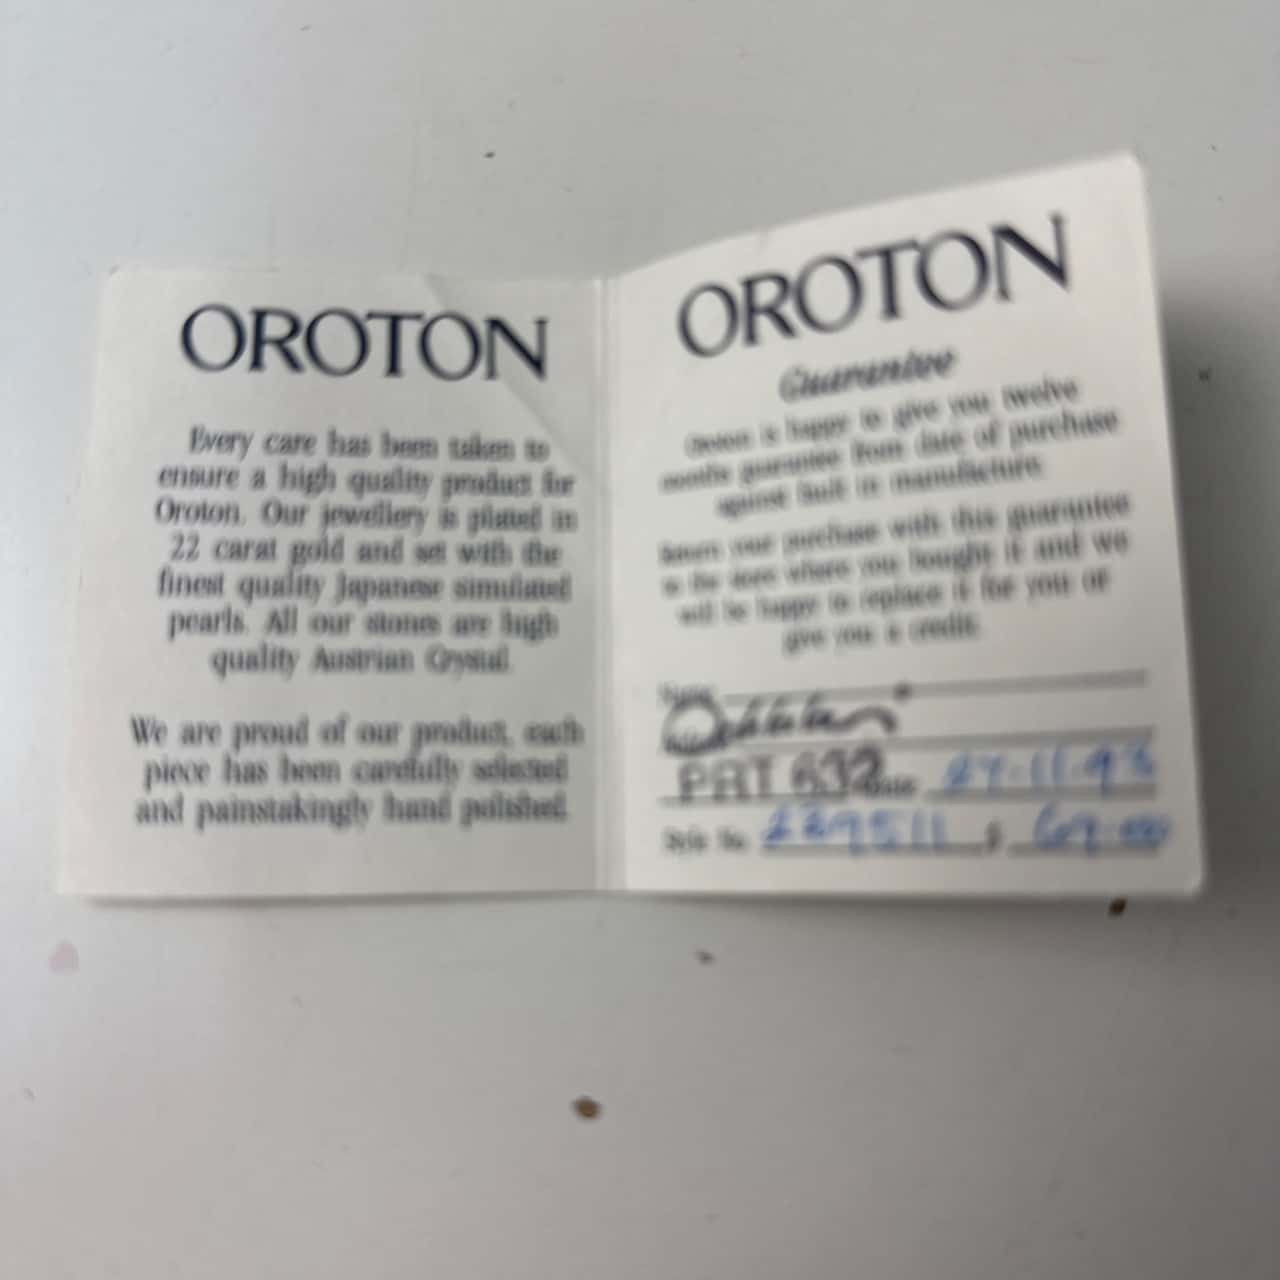 OROTON
Every care has been taken to
ensure a high quality product for
Oroton. Our jewellery is plated in
22 carat gold and set with the
finest quality Japanese simulated
pearls. All our stones are high
quality Austrian Crystal.
We are proud of our product, each
piece has been carefully selected
and painstakingly hand polished.
OROTON
Guarantee
Oroton is happy to give you twelve
months guarantee from date of purchase
against fault in manufacture.
Return your purchase with this guarantee
to the store where you bought it and we
will be happy to replace it for you or
give you a credit.
Name
PRT 632 Date
Style No. $